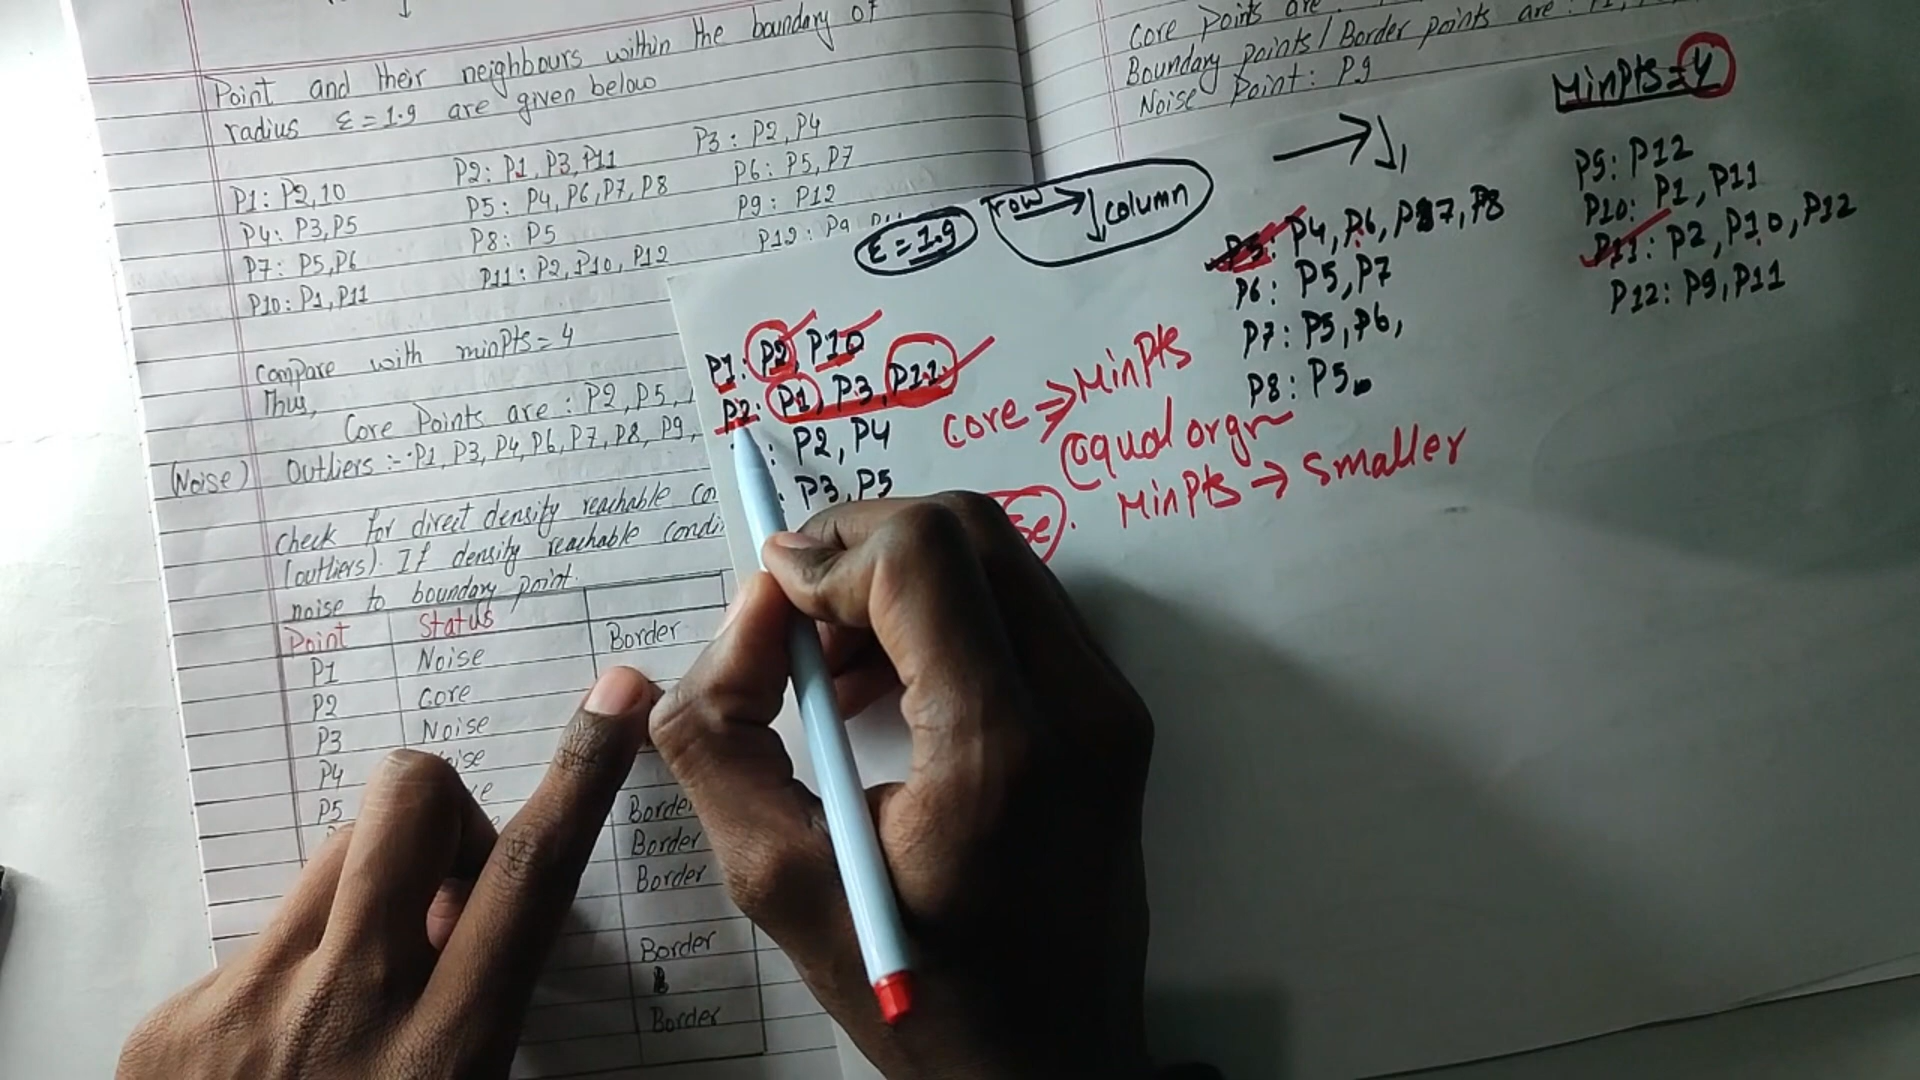 Point and their neighbours within the boundary of
radius ε = 1.9 are given below
P1: P2, 10
P2: P1, P3, P11
P3: P2, P4
P4: P3, P5
P5: P4, P6, P7, P8
P6: P5, P7
P7: P5, P6
P8: P5
P9: P12
P10: P1, P11
P11: P2, P10, P12
P12: P9
Compare with minpts = 4
Thus,
Core Points are : P2, P5,
(Noise) Outliers :- P1, P3, P4, P6, P7, P8, P9,
check for direct density reachable
(outliers). If density reachable
noise to boundary point.
Point Status
P1 Noise Border
P2 Core
P3 Noise
P4
P5
Border
Border
Border
Border
Border
Core Points are :
Boundary points / Border points are :
Noise Point : P9
MinPts = 4
ε = 1.9
row → ↓ column
P1: P2, P10
P2: P1, P3, P11
: P2, P4
: P3, P5
P5: P4, P6, P7, P8
P6: P5, P7
P7: P5, P6,
P8: P5
P9: P12
P10: P1, P11
P11: P2, P10, P12
P12: P9, P11
Core => MinPts
equal or gr
MinPts → smaller